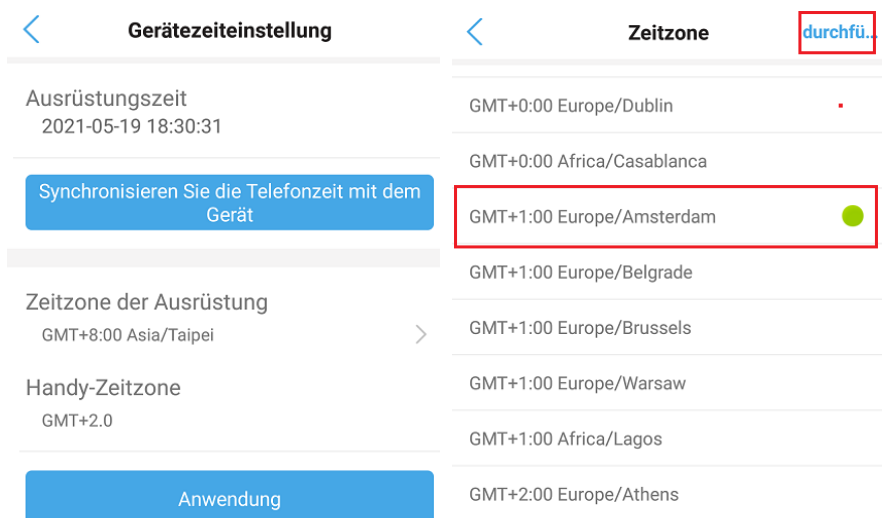 Gerätezeiteinstellung
Ausrüstungszeit
2021-05-19 18:30:31
Synchronisieren Sie die Telefonzeit mit dem
Gerät
Zeitzone der Ausrüstung
GMT+8:00 Asia/Taipei
Handy-Zeitzone
GMT+2.0
Anwendung
Zeitzone
durchfü...
GMT+0:00 Europe/Dublin
GMT+0:00 Africa/Casablanca
GMT+1:00 Europe/Amsterdam
GMT+1:00 Europe/Belgrade
GMT+1:00 Europe/Brussels
GMT+1:00 Europe/Warsaw
GMT+1:00 Africa/Lagos
GMT+2:00 Europe/Athens